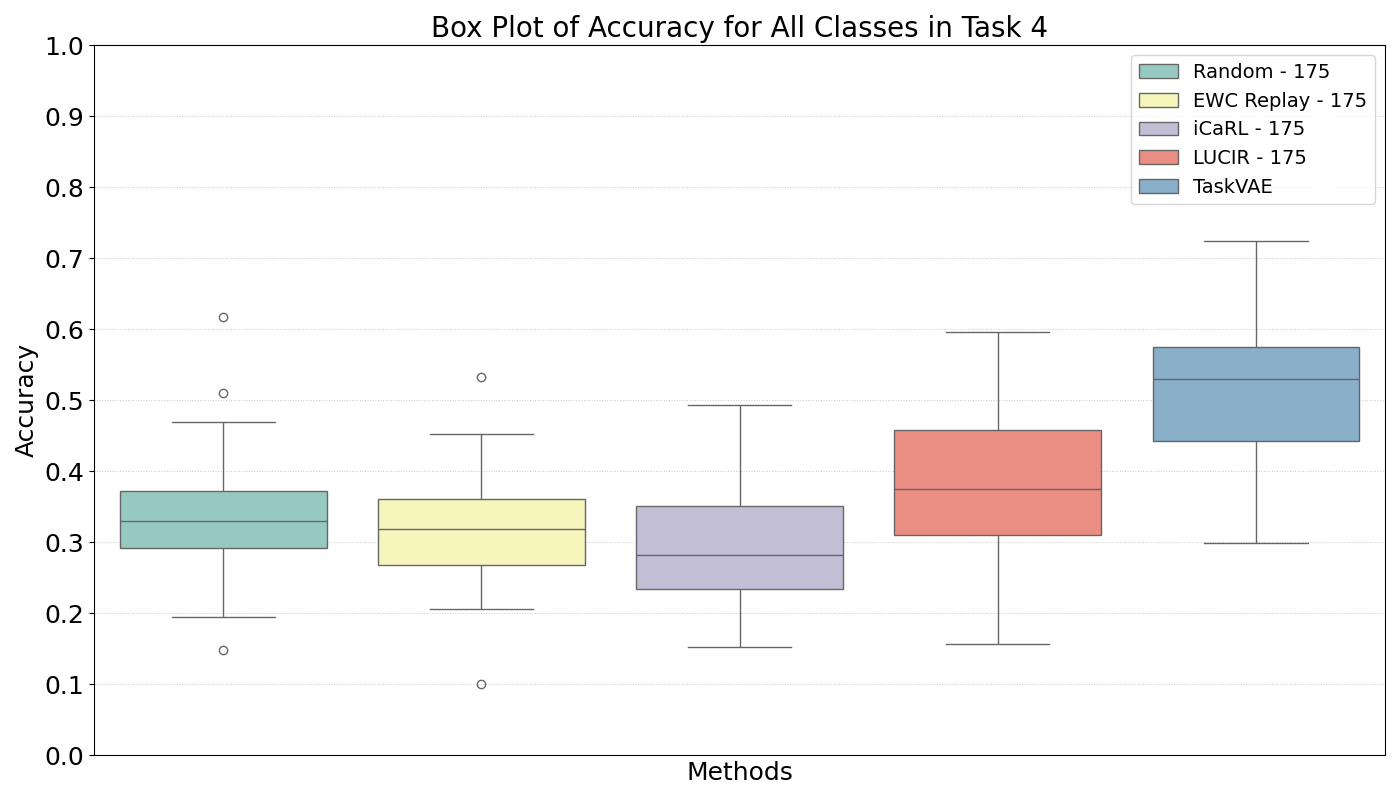 Box Plot of Accuracy for All Classes in Task 4
1.0
0.9
0.8
0.7
0.6
0.5
0.4
0.3
0.2
0.1
0.0
Accuracy
Methods
Random - 175
EWC Replay - 175
iCaRL - 175
LUCIR - 175
TaskVAE